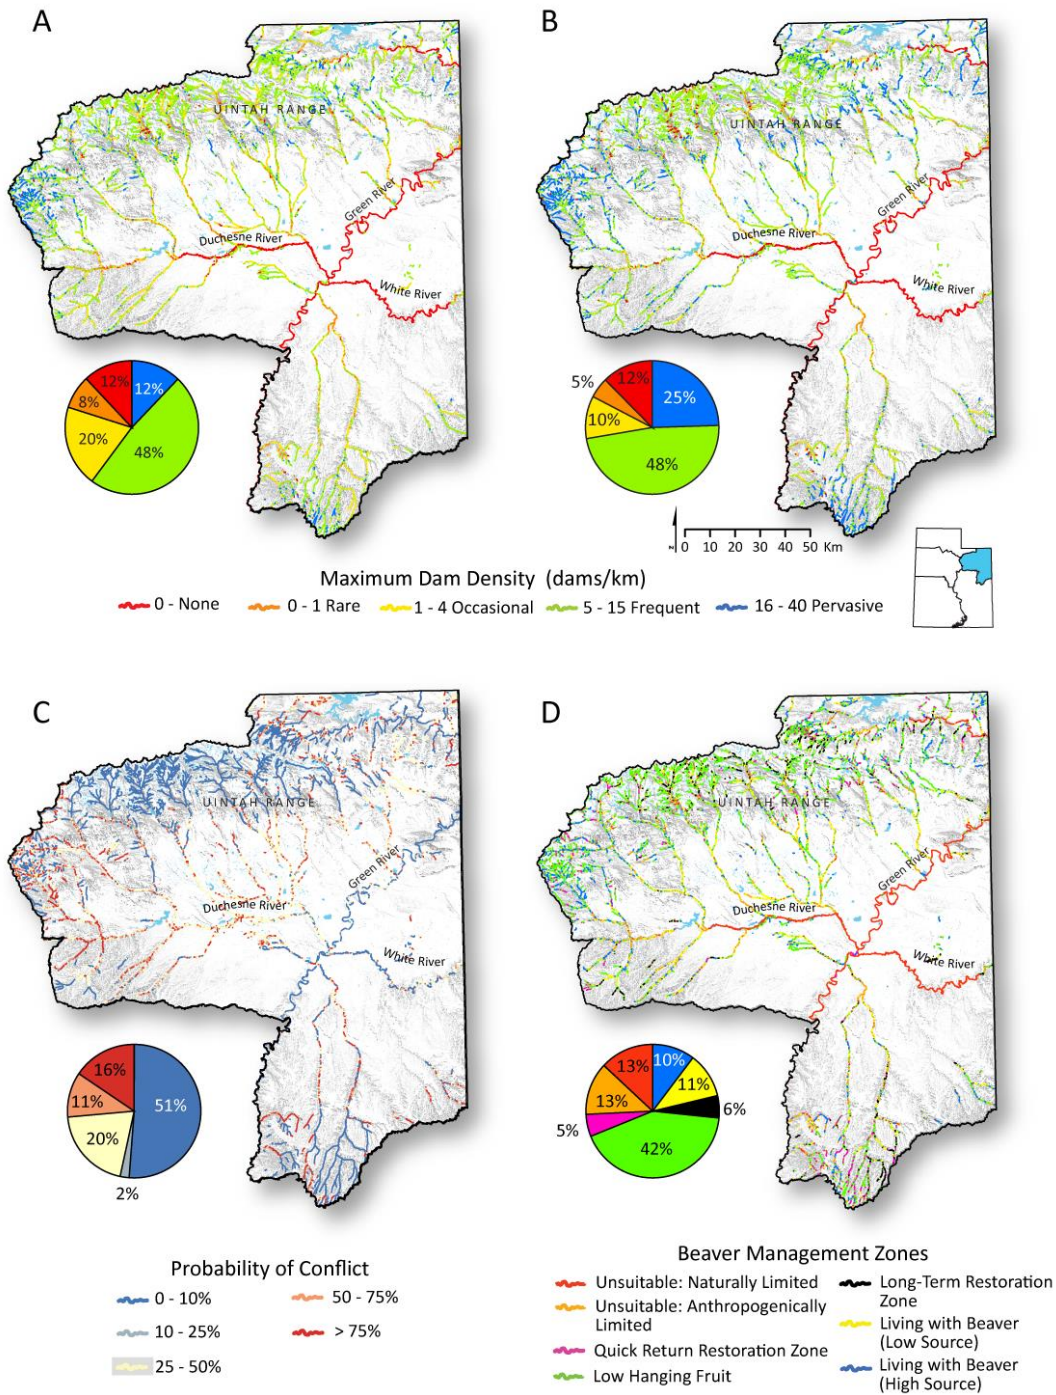 A
UINTAH RANGE
Green River
Duchesne River
White River
12%
12%
8%
20%
48%
B
UINTAH RANGE
Green River
Duchesne River
White River
5%
12%
25%
10%
48%
N
0 10 20 30 40 50 Km
Maximum Dam Density (dams/km)
0 - None
0 - 1 Rare
1 - 4 Occasional
5 - 15 Frequent
16 - 40 Pervasive
C
UINTAH RANGE
Green River
Duchesne River
White River
16%
11%
51%
20%
2%
D
UINTAH RANGE
Green River
Duchesne River
White River
13%
10%
11%
13%
6%
5%
42%
Probability of Conflict
0 - 10%
50 - 75%
10 - 25%
> 75%
25 - 50%
Beaver Management Zones
Unsuitable: Naturally Limited
Unsuitable: Anthropogenically
Limited
Quick Return Restoration Zone
Low Hanging Fruit
Long-Term Restoration
Zone
Living with Beaver
(Low Source)
Living with Beaver
(High Source)